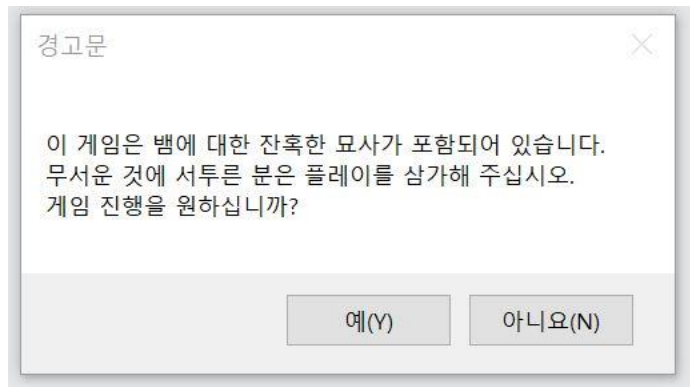 경고문
이 게임은 뱀에 대한 잔혹한 묘사가 포함되어 있습니다.
무서운 것에 서투른 분은 플레이를 삼가해 주십시오.
게임 진행을 원하십니까?
예(Y)
아니요(N)